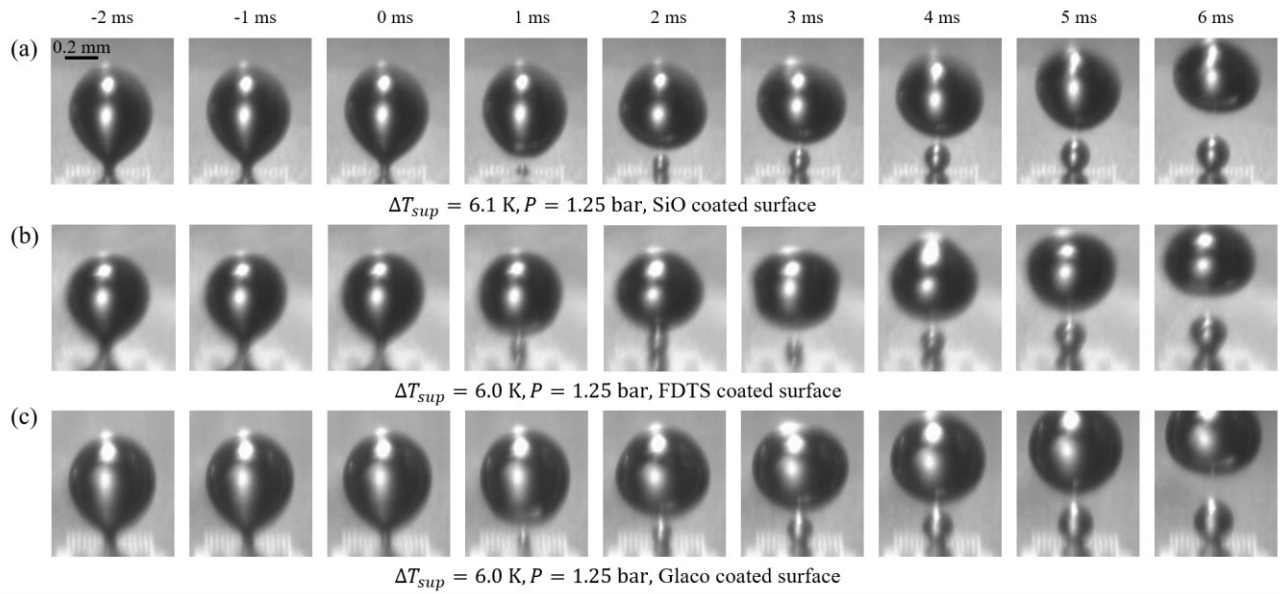 -2 ms -1 ms 0 ms 1 ms 2 ms 3 ms 4 ms 5 ms 6 ms
(a)
0.2 mm
ΔT_sup = 6.1 K, P = 1.25 bar, SiO coated surface
(b)
ΔT_sup = 6.0 K, P = 1.25 bar, FDTS coated surface
(c)
ΔT_sup = 6.0 K, P = 1.25 bar, Glaco coated surface